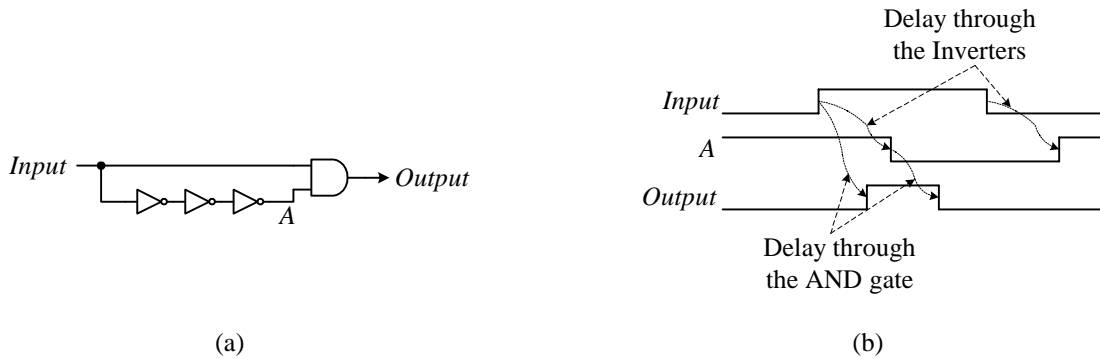 Input
A
Output
(a)
Delay through
the Inverters
Input
A
Output
Delay through
the AND gate
(b)